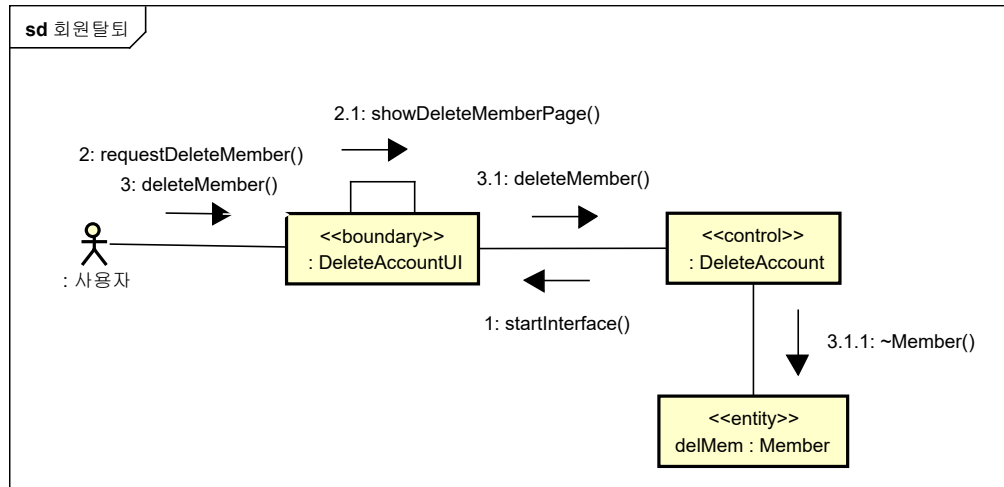 sd 회원탈퇴
2.1: showDeleteMemberPage()
2: requestDeleteMember()
3: deleteMember()
3.1: deleteMember()
<<boundary>>
: DeleteAccountUI
<<control>>
: DeleteAccount
: 사용자
1: startInterface()
3.1.1: ~Member()
<<entity>>
delMem : Member